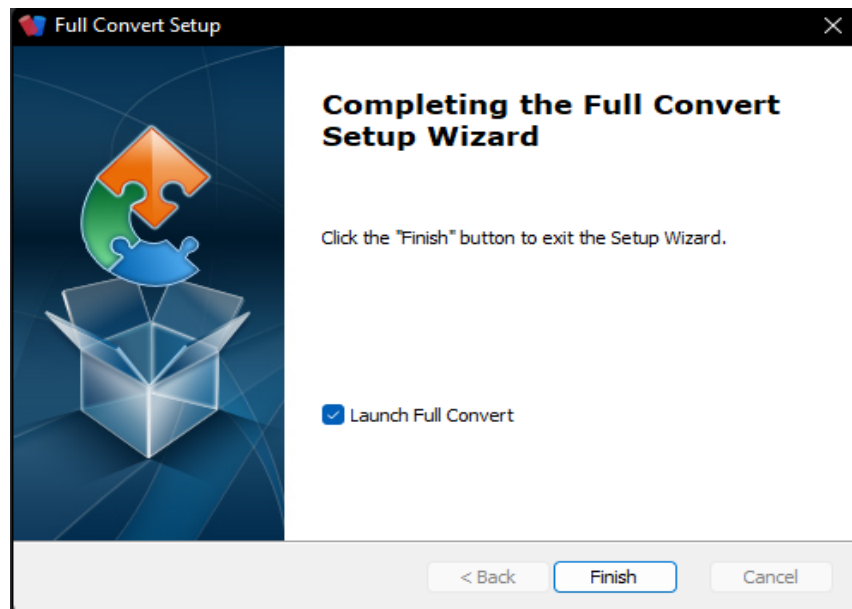 Full Convert Setup
Completing the Full Convert
Setup Wizard
Click the "Finish" button to exit the Setup Wizard.
Launch Full Convert
< Back
Finish
Cancel